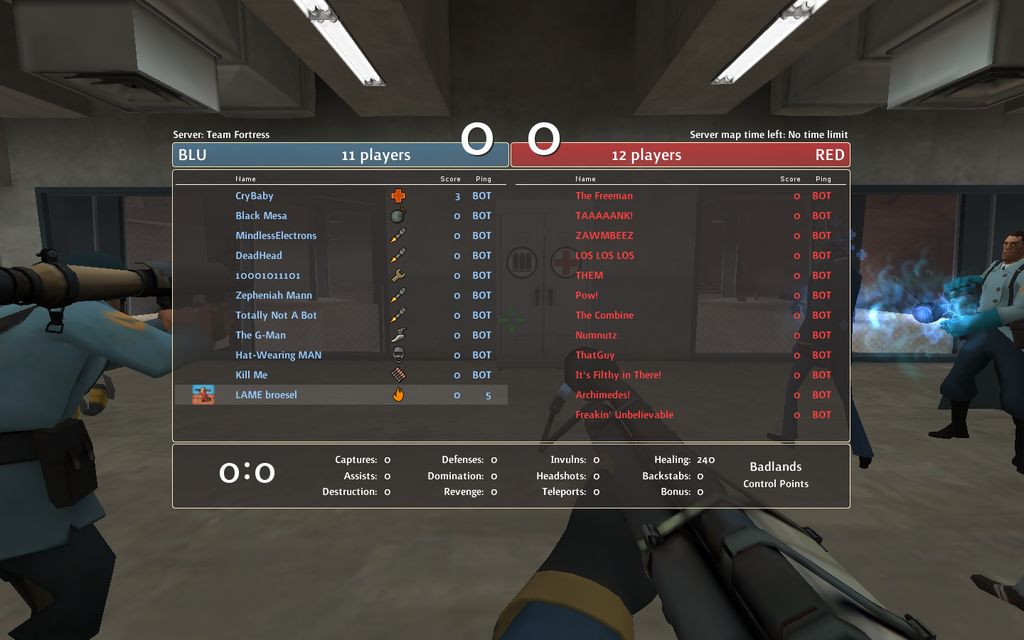 Server: Team Fortress
Server map time left: No time limit
BLU 11 players 0
0 12 players RED
Name Score Ping
CryBaby 3 BOT
Black Mesa 0 BOT
MindlessElectrons 0 BOT
DeadHead 0 BOT
10001011101 0 BOT
Zepheniah Mann 0 BOT
Totally Not A Bot 0 BOT
The G-Man 0 BOT
Hat-Wearing MAN 0 BOT
Kill Me 0 BOT
LAME broesel 0 5
Name Score Ping
The Freeman 0 BOT
TAAAAANK! 0 BOT
ZAWMBEEZ 0 BOT
LOS LOS LOS 0 BOT
THEM 0 BOT
Pow! 0 BOT
The Combine 0 BOT
Numnutz 0 BOT
ThatGuy 0 BOT
It's Filthy in There! 0 BOT
Archimedes! 0 BOT
Freakin' Unbelievable 0 BOT
0:0
Captures: 0 Defenses: 0 Invulns: 0 Healing: 240
Assists: 0 Domination: 0 Headshots: 0 Backstabs: 0
Destruction: 0 Revenge: 0 Teleports: 0 Bonus: 0
Badlands
Control Points